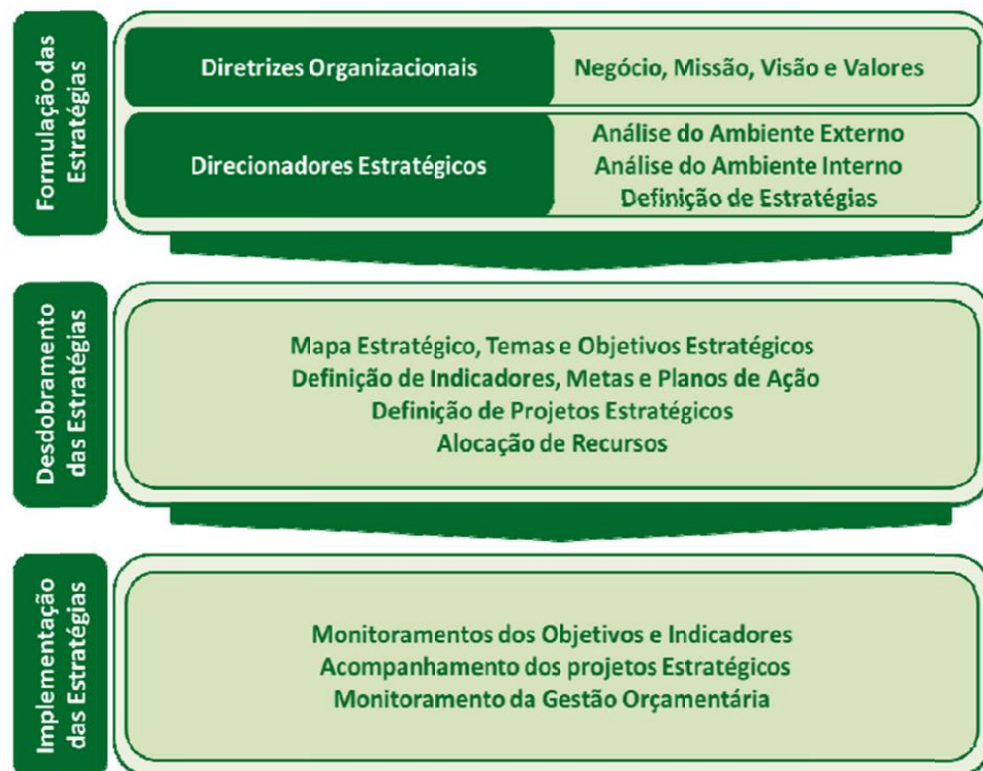 Formulação das
Estratégias
Diretrizes Organizacionais
Negócio, Missão, Visão e Valores
Direcionadores Estratégicos
Análise do Ambiente Externo
Análise do Ambiente Interno
Definição de Estratégias
Desdobramento
das Estratégias
Mapa Estratégico, Temas e Objetivos Estratégicos
Definição de Indicadores, Metas e Planos de Ação
Definição de Projetos Estratégicos
Alocação de Recursos
Implementação
das Estratégias
Monitoramentos dos Objetivos e Indicadores
Acompanhamento dos projetos Estratégicos
Monitoramento da Gestão Orçamentária